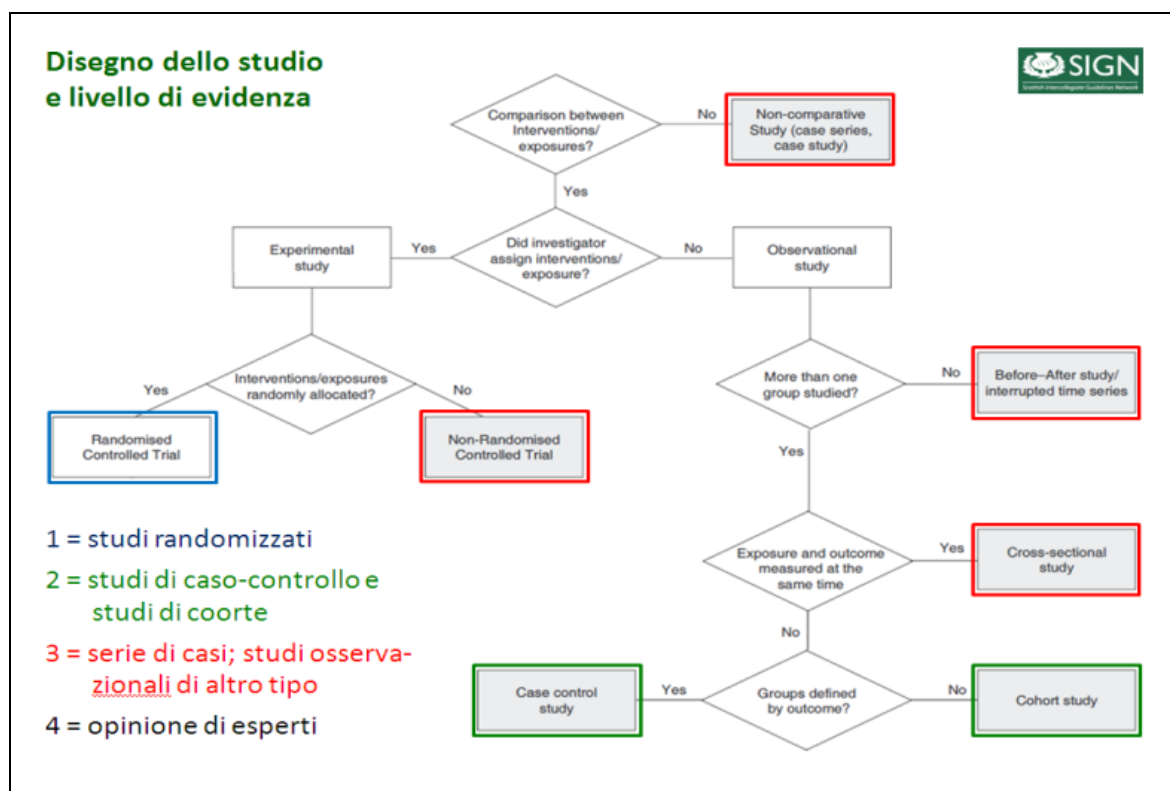 Disegno dello studio
e livello di evidenza
SIGN
Scottish Intercollegiate Guidelines Network
Comparison between
Interventions/
exposures?
No
Non-comparative
Study (case series,
case study)
Yes
Experimental
study
Yes
Did investigator
assign interventions/
exposure?
No
Observational
study
Yes
Interventions/exposures
randomly allocated?
No
More than one
group studied?
No
Before–After study/
interrupted time series
Randomised
Controlled Trial
Non-Randomised
Controlled Trial
Yes
1 = studi randomizzati
2 = studi di caso-controllo e
studi di coorte
3 = serie di casi; studi osserva-
zionali di altro tipo
4 = opinione di esperti
Exposure and outcome
measured at the
same time
Yes
Cross-sectional
study
No
Case control
study
Yes
Groups defined
by outcome?
No
Cohort study